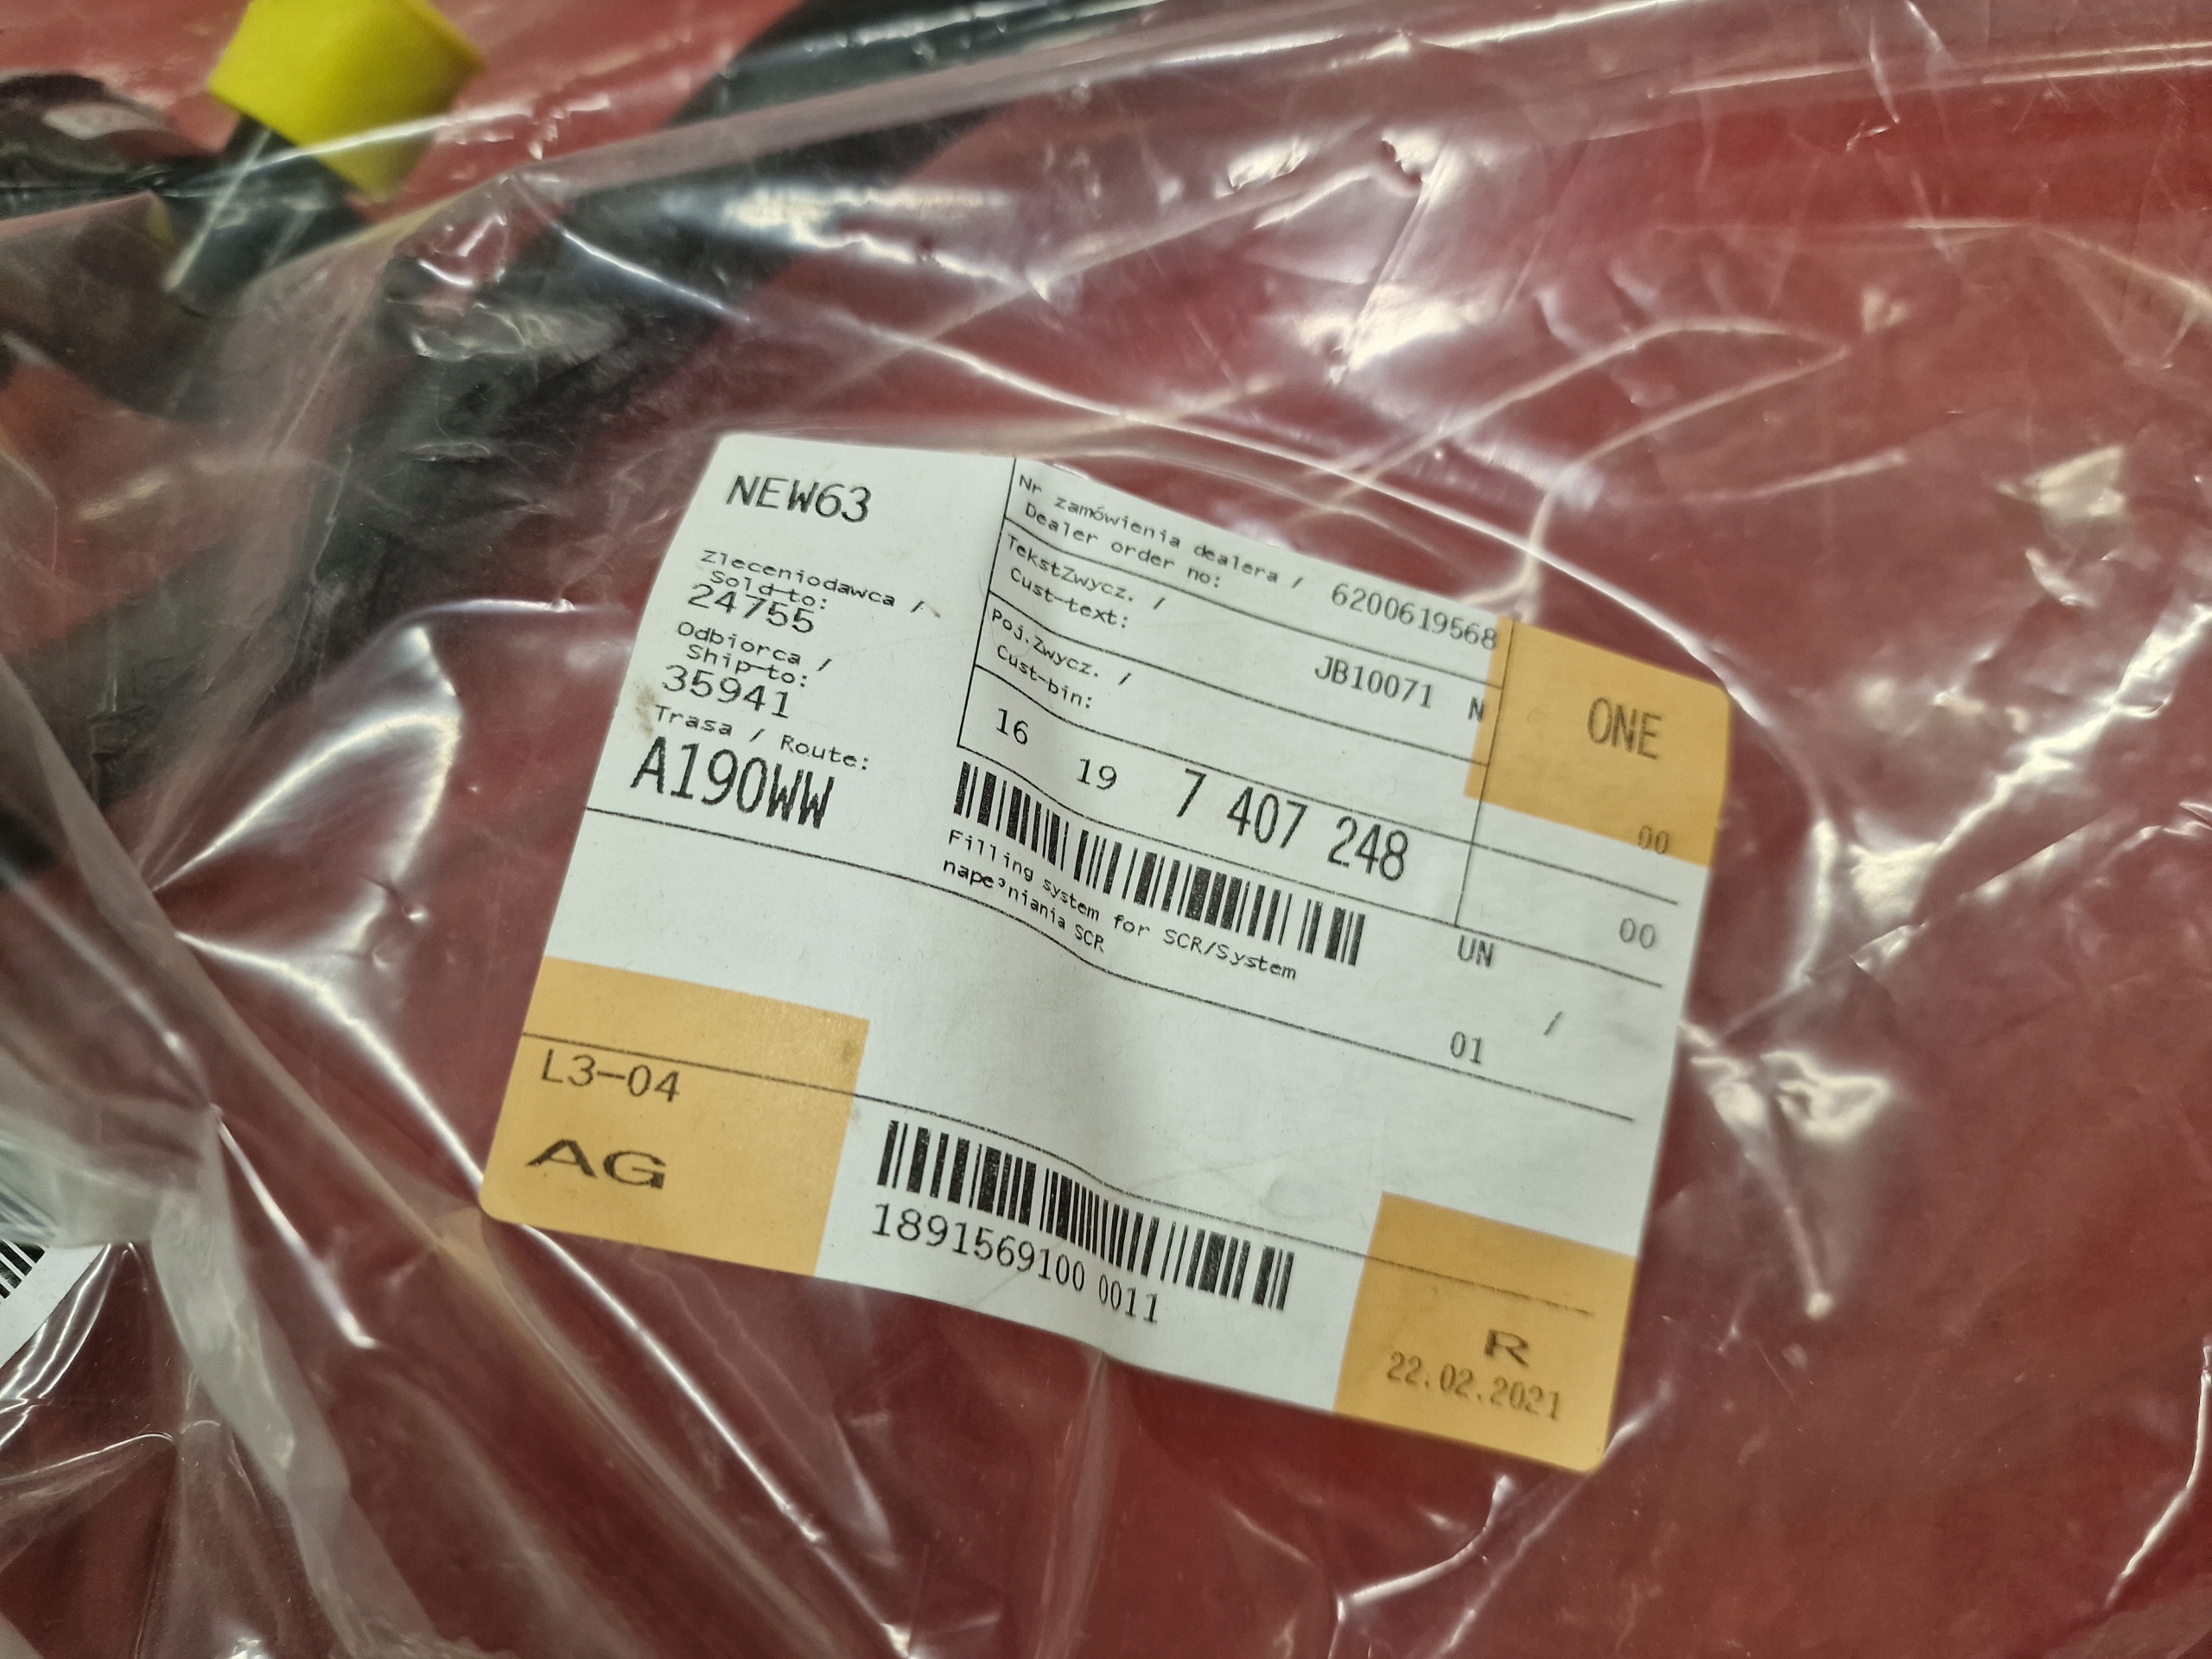 NEW63
Zleceniodawca /
Sold-to:
24755
Odbiorca /
Ship-to:
35941
Trasa / Route:
A190WW
Nr zamówienia dealera /
Dealer order no:
6200619568
TekstZwycz. /
Cust-text:
JB10071 N
Poj.Zwycz. /
Cust-bin:
ONE
00
16 19 7 407 248
00
Filling system for SCR/System
nape³niania SCR
UN /
01
L3-04
AG
1891569100 0011
R
22.02.2021